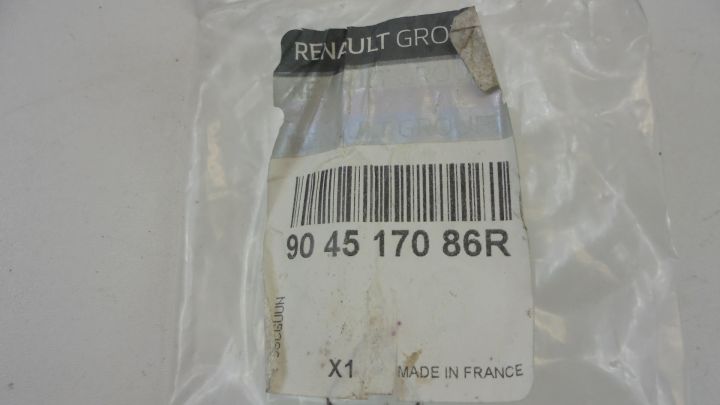 RENAULT GRO
90 45 170 86R
X1
MADE IN FRANCE